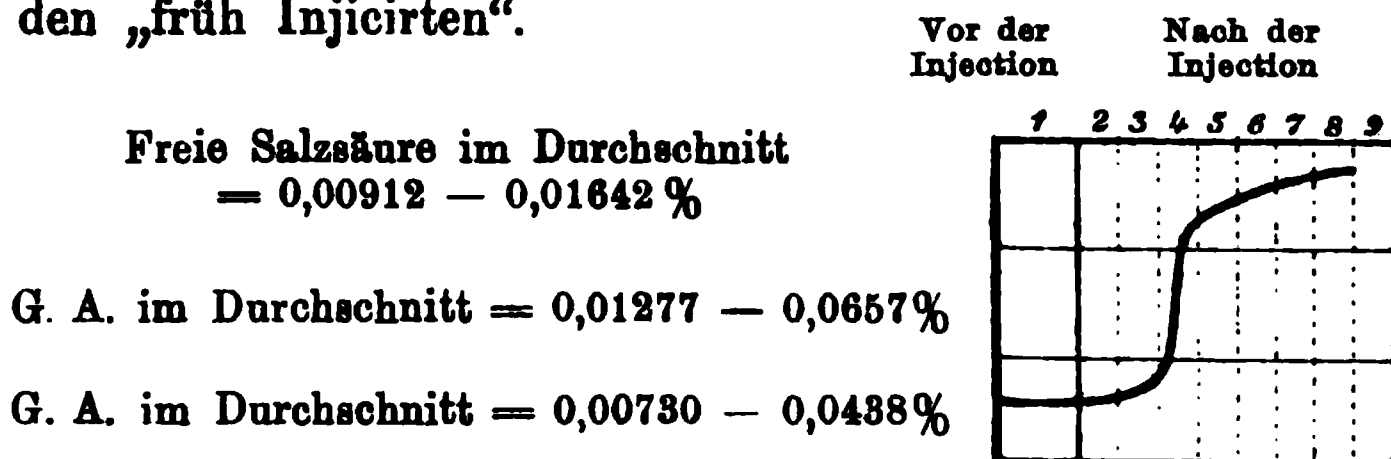 den „früh Injicirten“.
Vor der Injection
Nach der Injection
1 2 3 4 5 6 7 8 9
Freie Salzsäure im Durchschnitt
= 0,00912 — 0,01642 %
G. A. im Durchschnitt = 0,01277 — 0,0657%
G. A. im Durchschnitt = 0,00730 — 0,0438%